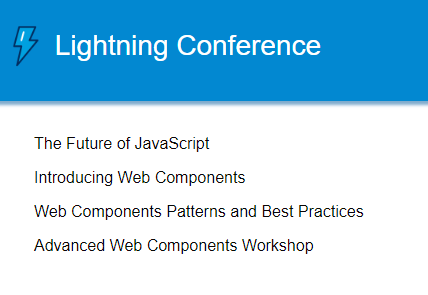 Lightning Conference
The Future of JavaScript
Introducing Web Components
Web Components Patterns and Best Practices
Advanced Web Components Workshop